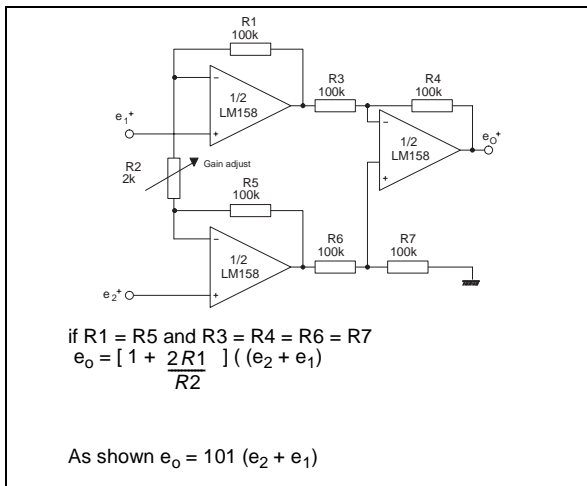 R1
100k
R3
100k
R4
100k
1/2
LM158
e1+
eO+
1/2
LM158
R2
2k
Gain adjust
R5
100k
1/2
LM158
R6
100k
R7
100k
e2+
if R1 = R5 and R3 = R4 = R6 = R7
eo = [ 1 + 2R1/R2 ] ( (e2 + e1)
As shown eo = 101 (e2 + e1)